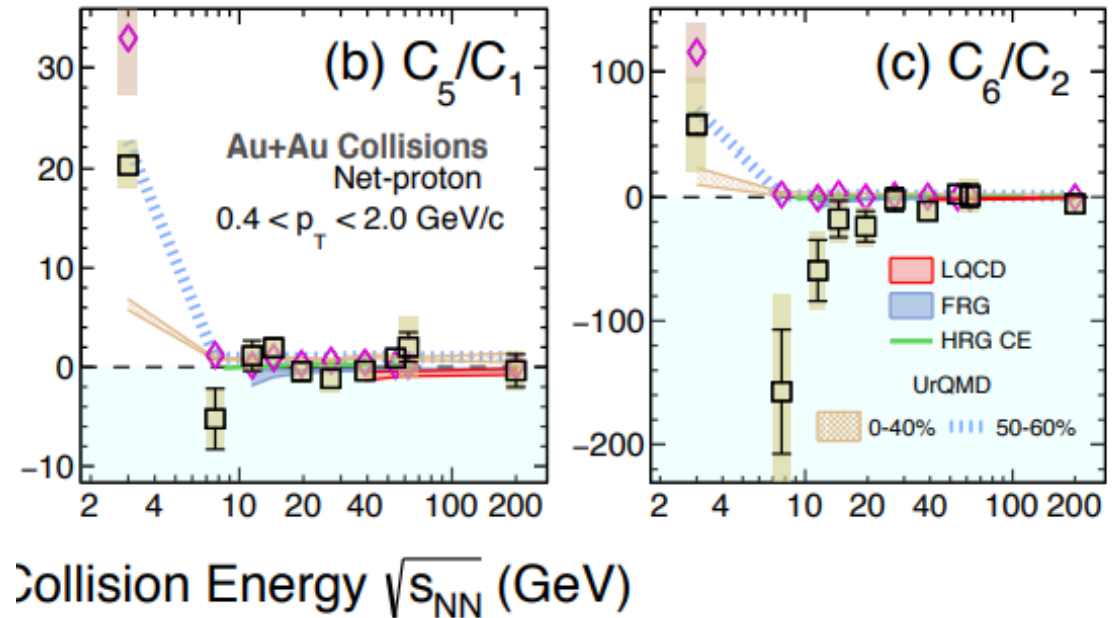 (b) C₅/C₁
Au+Au Collisions
Net-proton
0.4 < p_T < 2.0 GeV/c
30
20
10
0
−10
2 4 10 20 40 100 200
(c) C₆/C₂
100
0
−100
−200
LQCD
FRG
HRG CE
UrQMD
0-40% 50-60%
2 4 10 20 40 100 200
Collision Energy √s_NN (GeV)